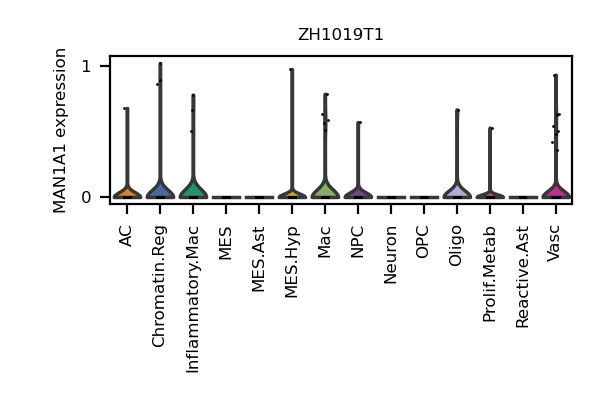 ZH1019T1
MAN1A1 expression
1
0
AC
Chromatin.Reg
Inflammatory.Mac
MES
MES.Ast
MES.Hyp
Mac
NPC
Neuron
OPC
Oligo
Prolif.Metab
Reactive.Ast
Vasc